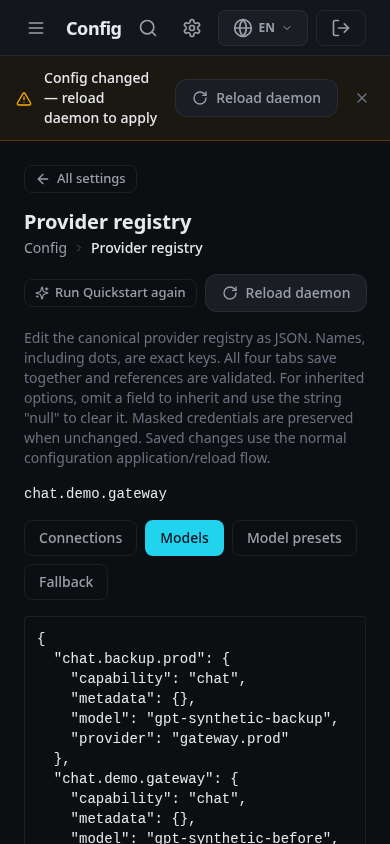 Config
EN
Config changed
— reload
daemon to apply
Reload daemon
All settings
Provider registry
Config › Provider registry
Run Quickstart again
Reload daemon
Edit the canonical provider registry as JSON. Names,
including dots, are exact keys. All four tabs save
together and references are validated. For inherited
options, omit a field to inherit and use the string
"null" to clear it. Masked credentials are preserved
when unchanged. Saved changes use the normal
configuration application/reload flow.
chat.demo.gateway
Connections
Models
Model presets
Fallback
{
  "chat.backup.prod": {
    "capability": "chat",
    "metadata": {},
    "model": "gpt-synthetic-backup",
    "provider": "gateway.prod"
  },
  "chat.demo.gateway": {
    "capability": "chat",
    "metadata": {},
    "model": "gpt-synthetic-before",